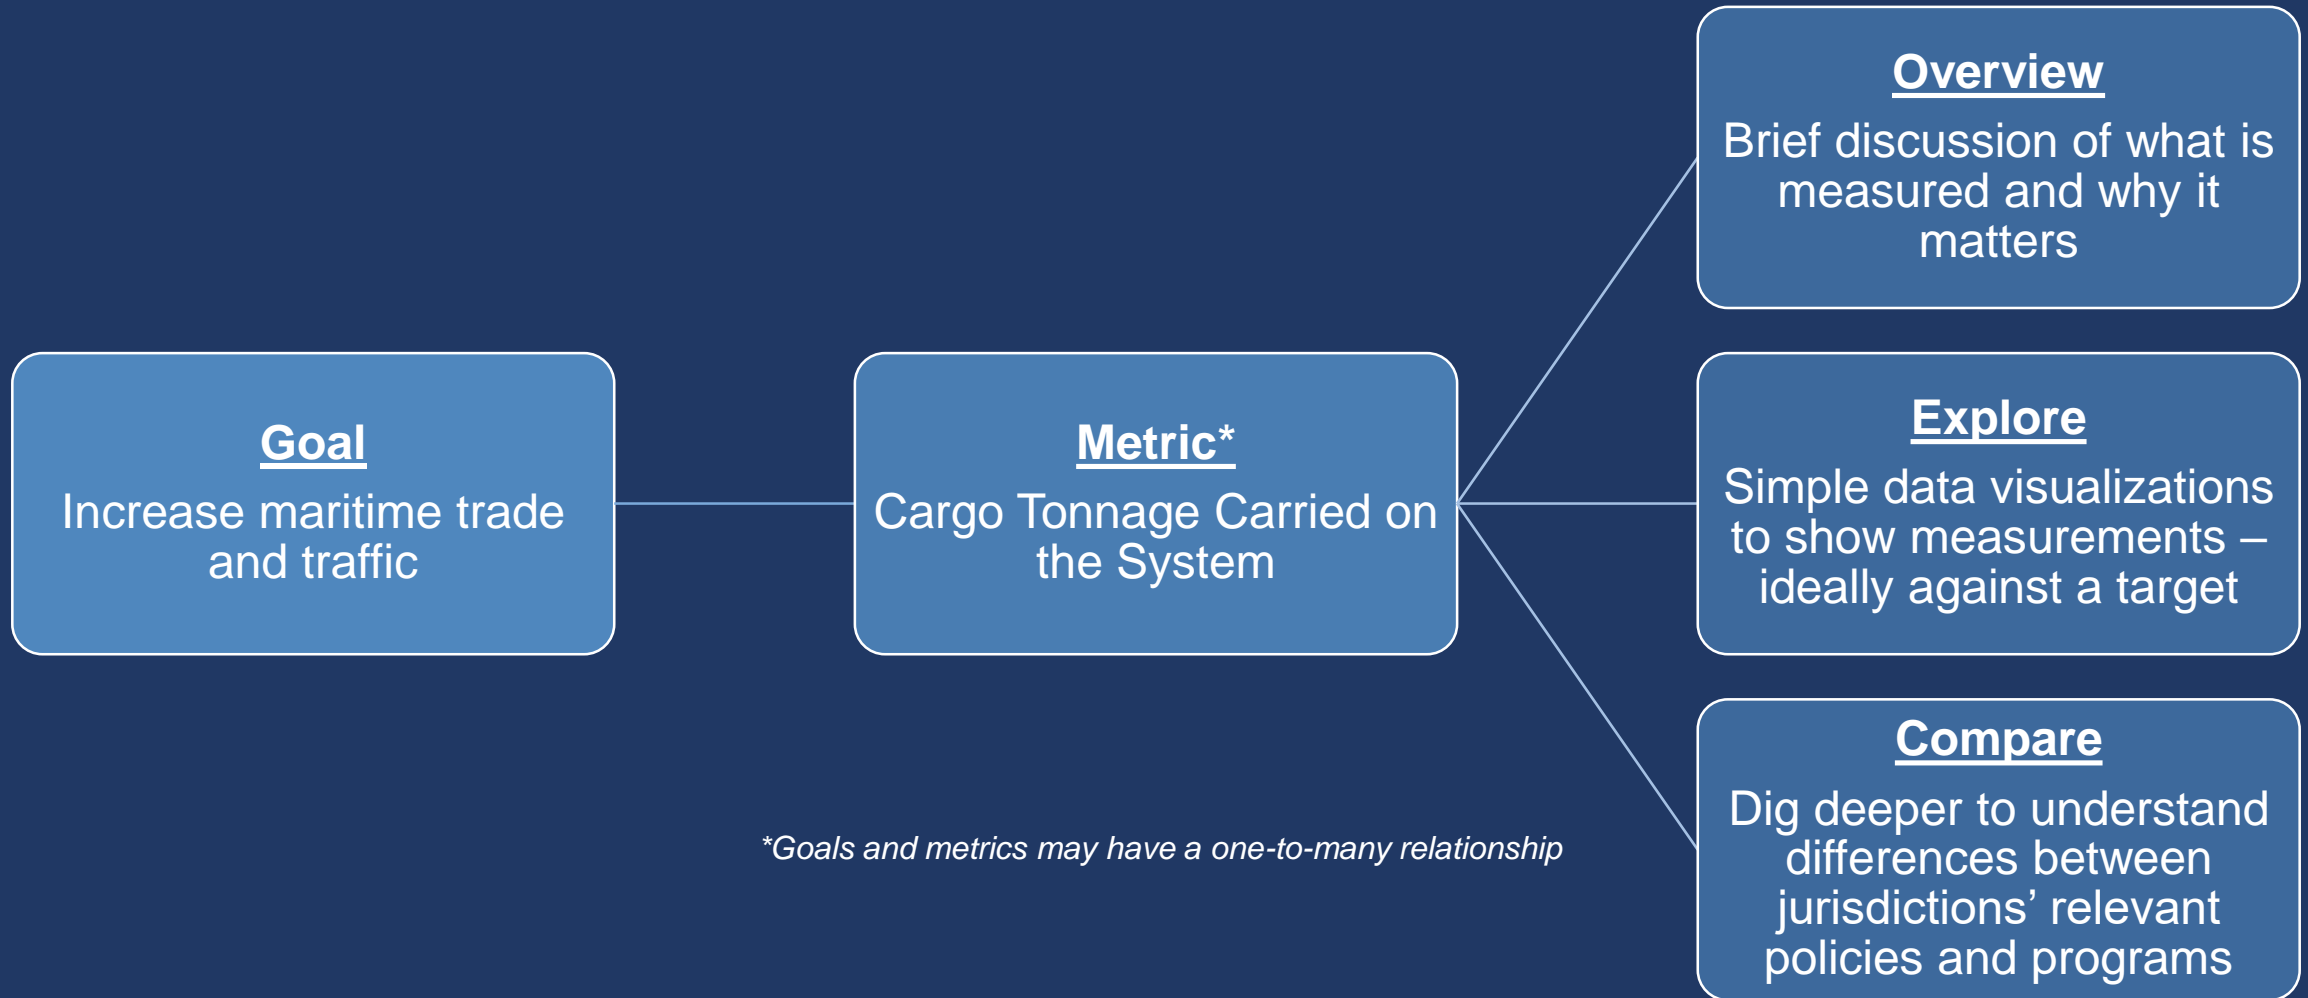 Goal
Increase maritime trade
and traffic
Metric*
Cargo Tonnage Carried on
the System
Overview
Brief discussion of what is
measured and why it
matters
Explore
Simple data visualizations
to show measurements –
ideally against a target
Compare
Dig deeper to understand
differences between
jurisdictions’ relevant
policies and programs
*Goals and metrics may have a one-to-many relationship